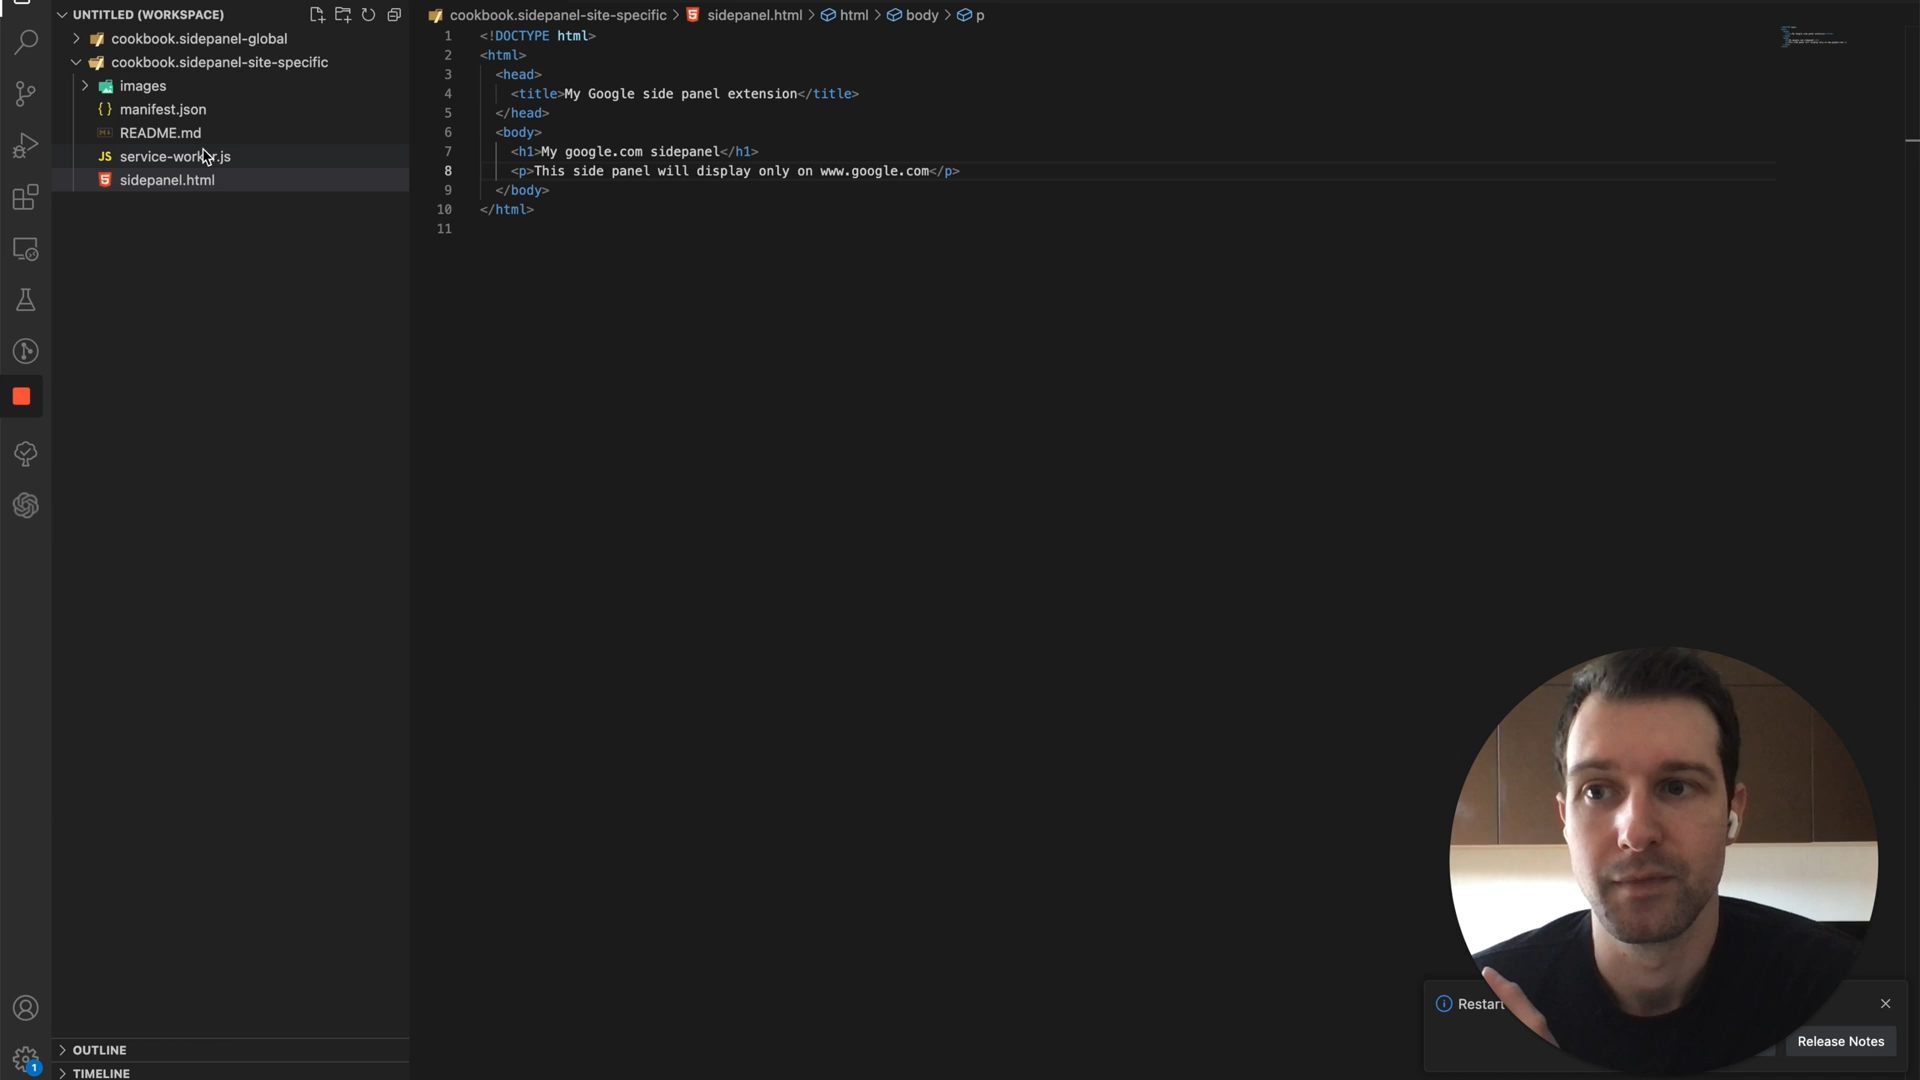 UNTITLED (WORKSPACE)
cookbook.sidepanel-global
cookbook.sidepanel-site-specific
images
{} manifest.json
README.md
JS service-worker.js
sidepanel.html
OUTLINE
TIMELINE
1
cookbook.sidepanel-site-specific > sidepanel.html > html > body > p
1 <!DOCTYPE html>
2 <html>
3 <head>
4 <title>My Google side panel extension</title>
5 </head>
6 <body>
7 <h1>My google.com sidepanel</h1>
8 <p>This side panel will display only on www.google.com</p>
9 </body>
10 </html>
11
Restart
Release Notes